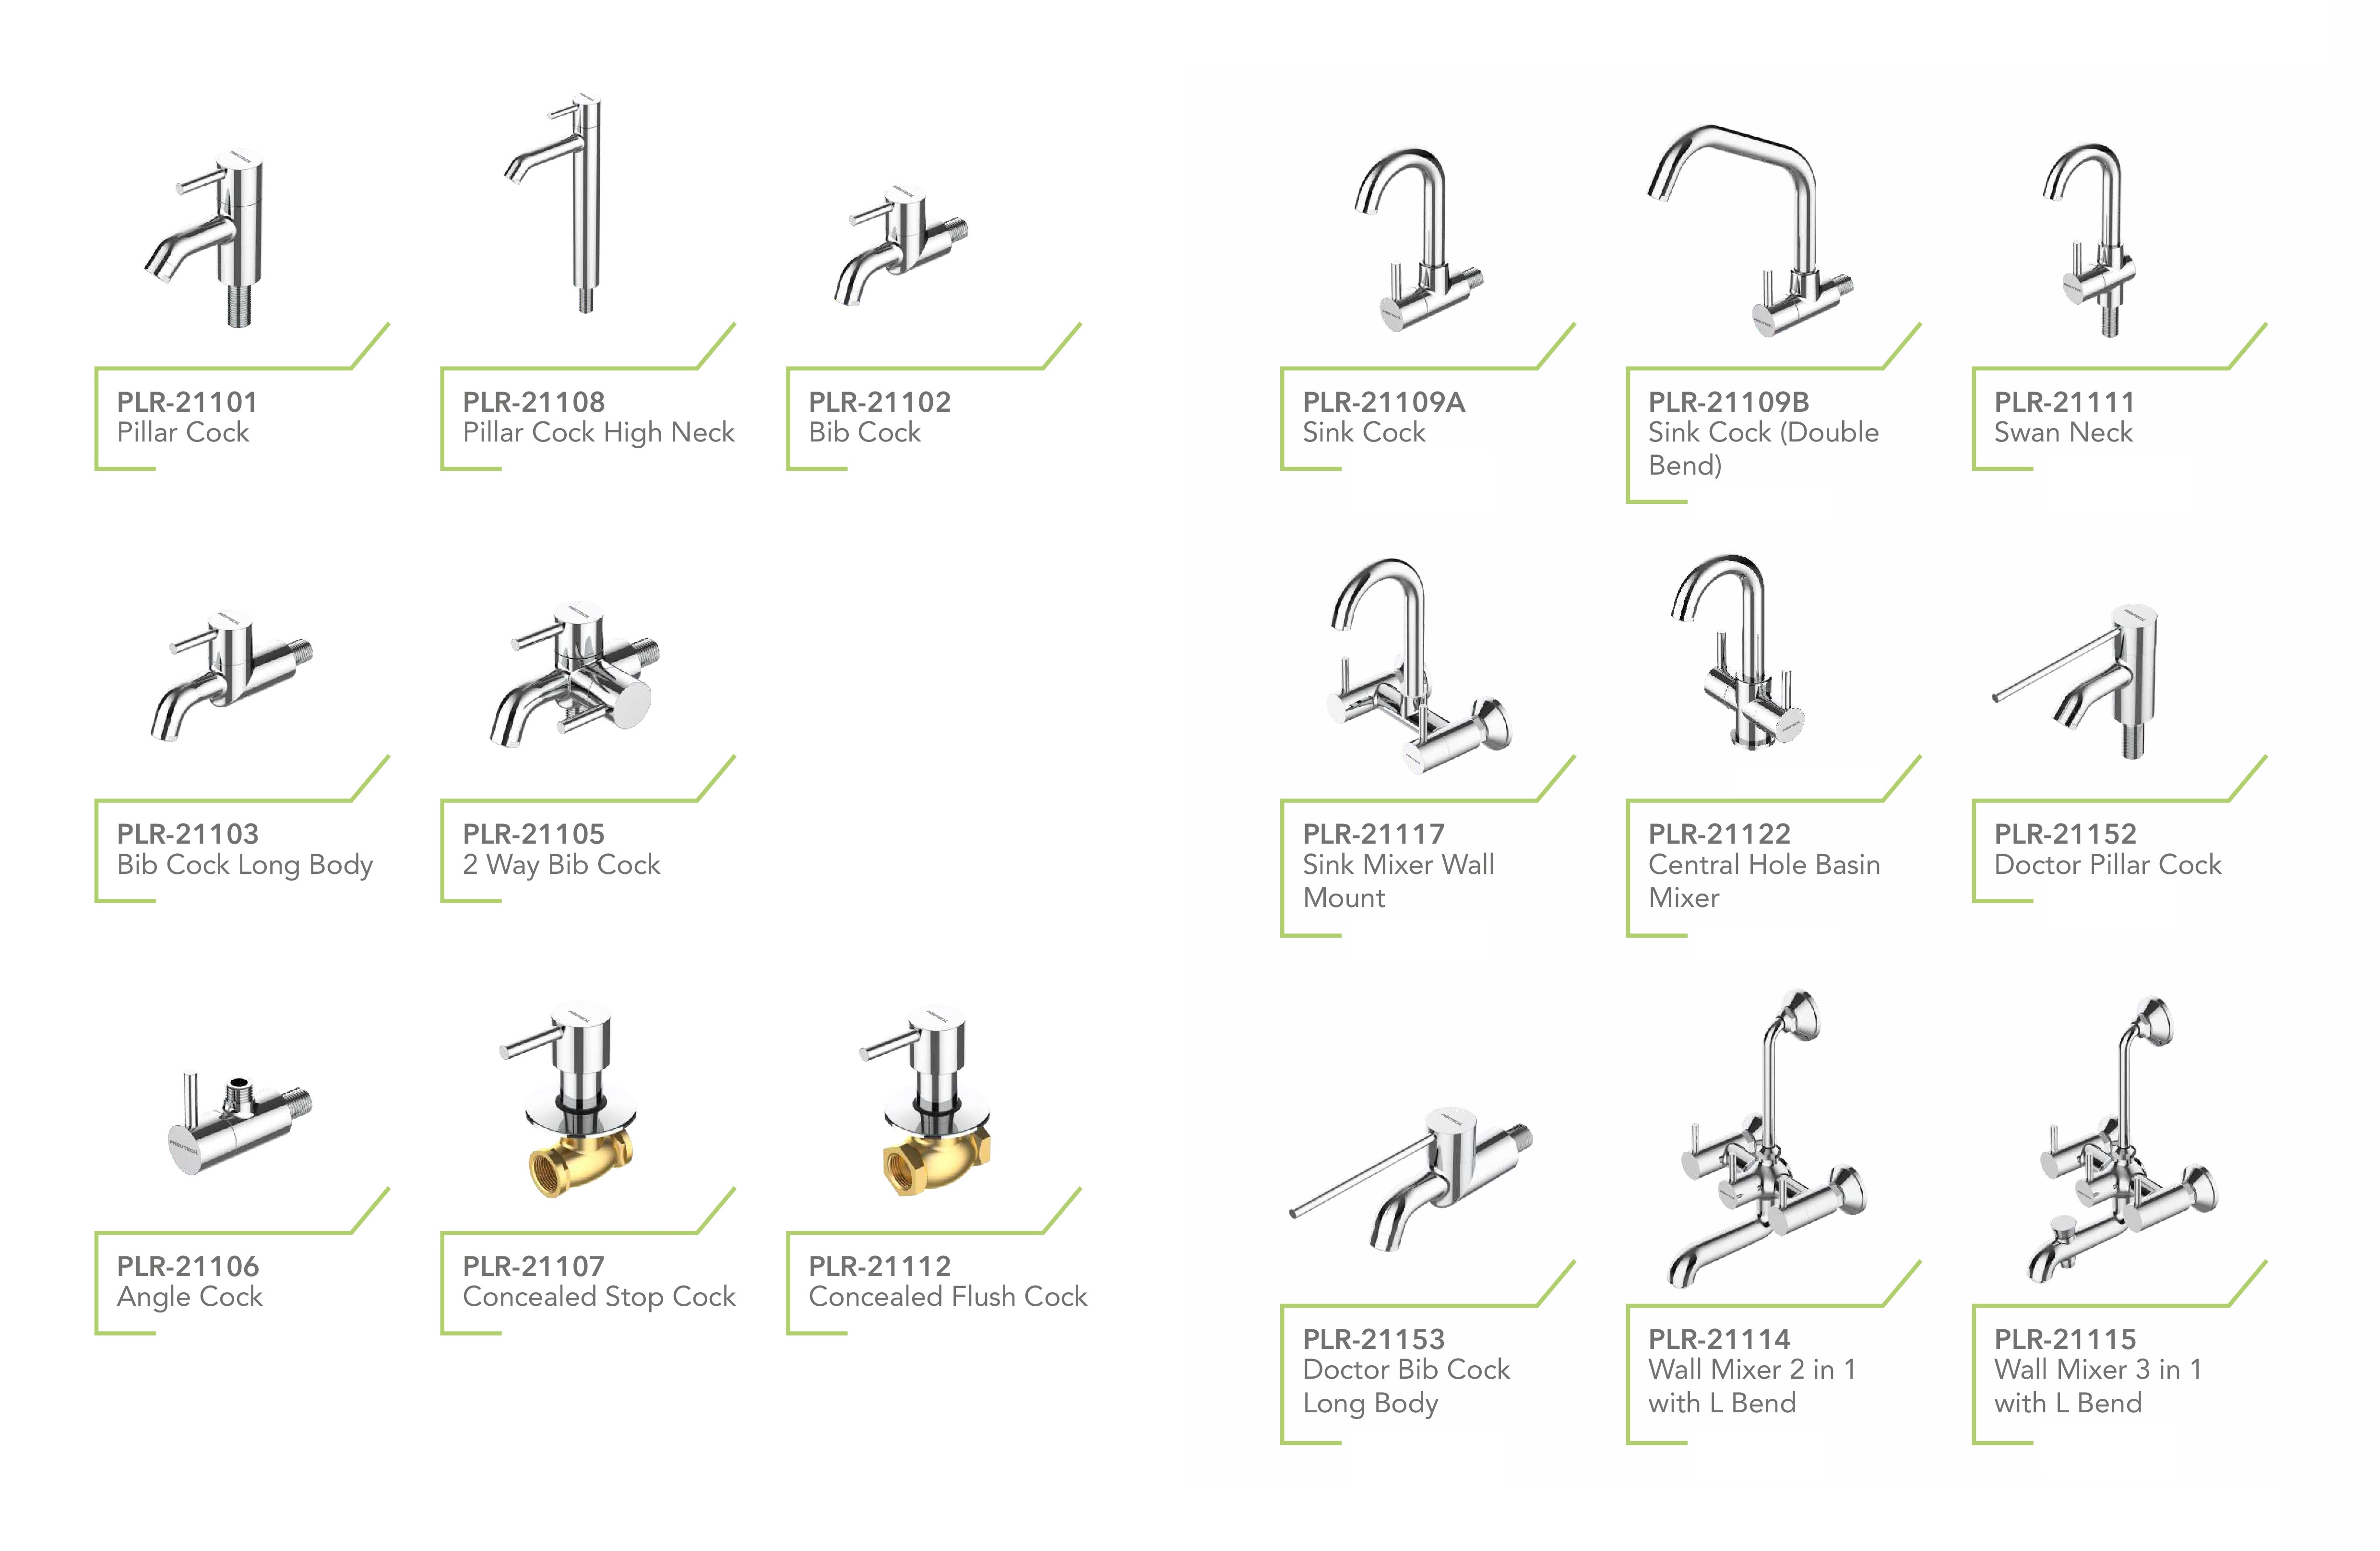 PLR-21101
Pillar Cock
PLR-21108
Pillar Cock High Neck
PLR-21102
Bib Cock
PLR-21103
Bib Cock Long Body
PLR-21105
2 Way Bib Cock
PLR-21106
Angle Cock
PLR-21107
Concealed Stop Cock
PLR-21112
Concealed Flush Cock
PLR-21109A
Sink Cock
PLR-21109B
Sink Cock (Double
Bend)
PLR-21111
Swan Neck
PLR-21117
Sink Mixer Wall
Mount
PLR-21122
Central Hole Basin
Mixer
PLR-21152
Doctor Pillar Cock
PLR-21153
Doctor Bib Cock
Long Body
PLR-21114
Wall Mixer 2 in 1
with L Bend
PLR-21115
Wall Mixer 3 in 1
with L Bend